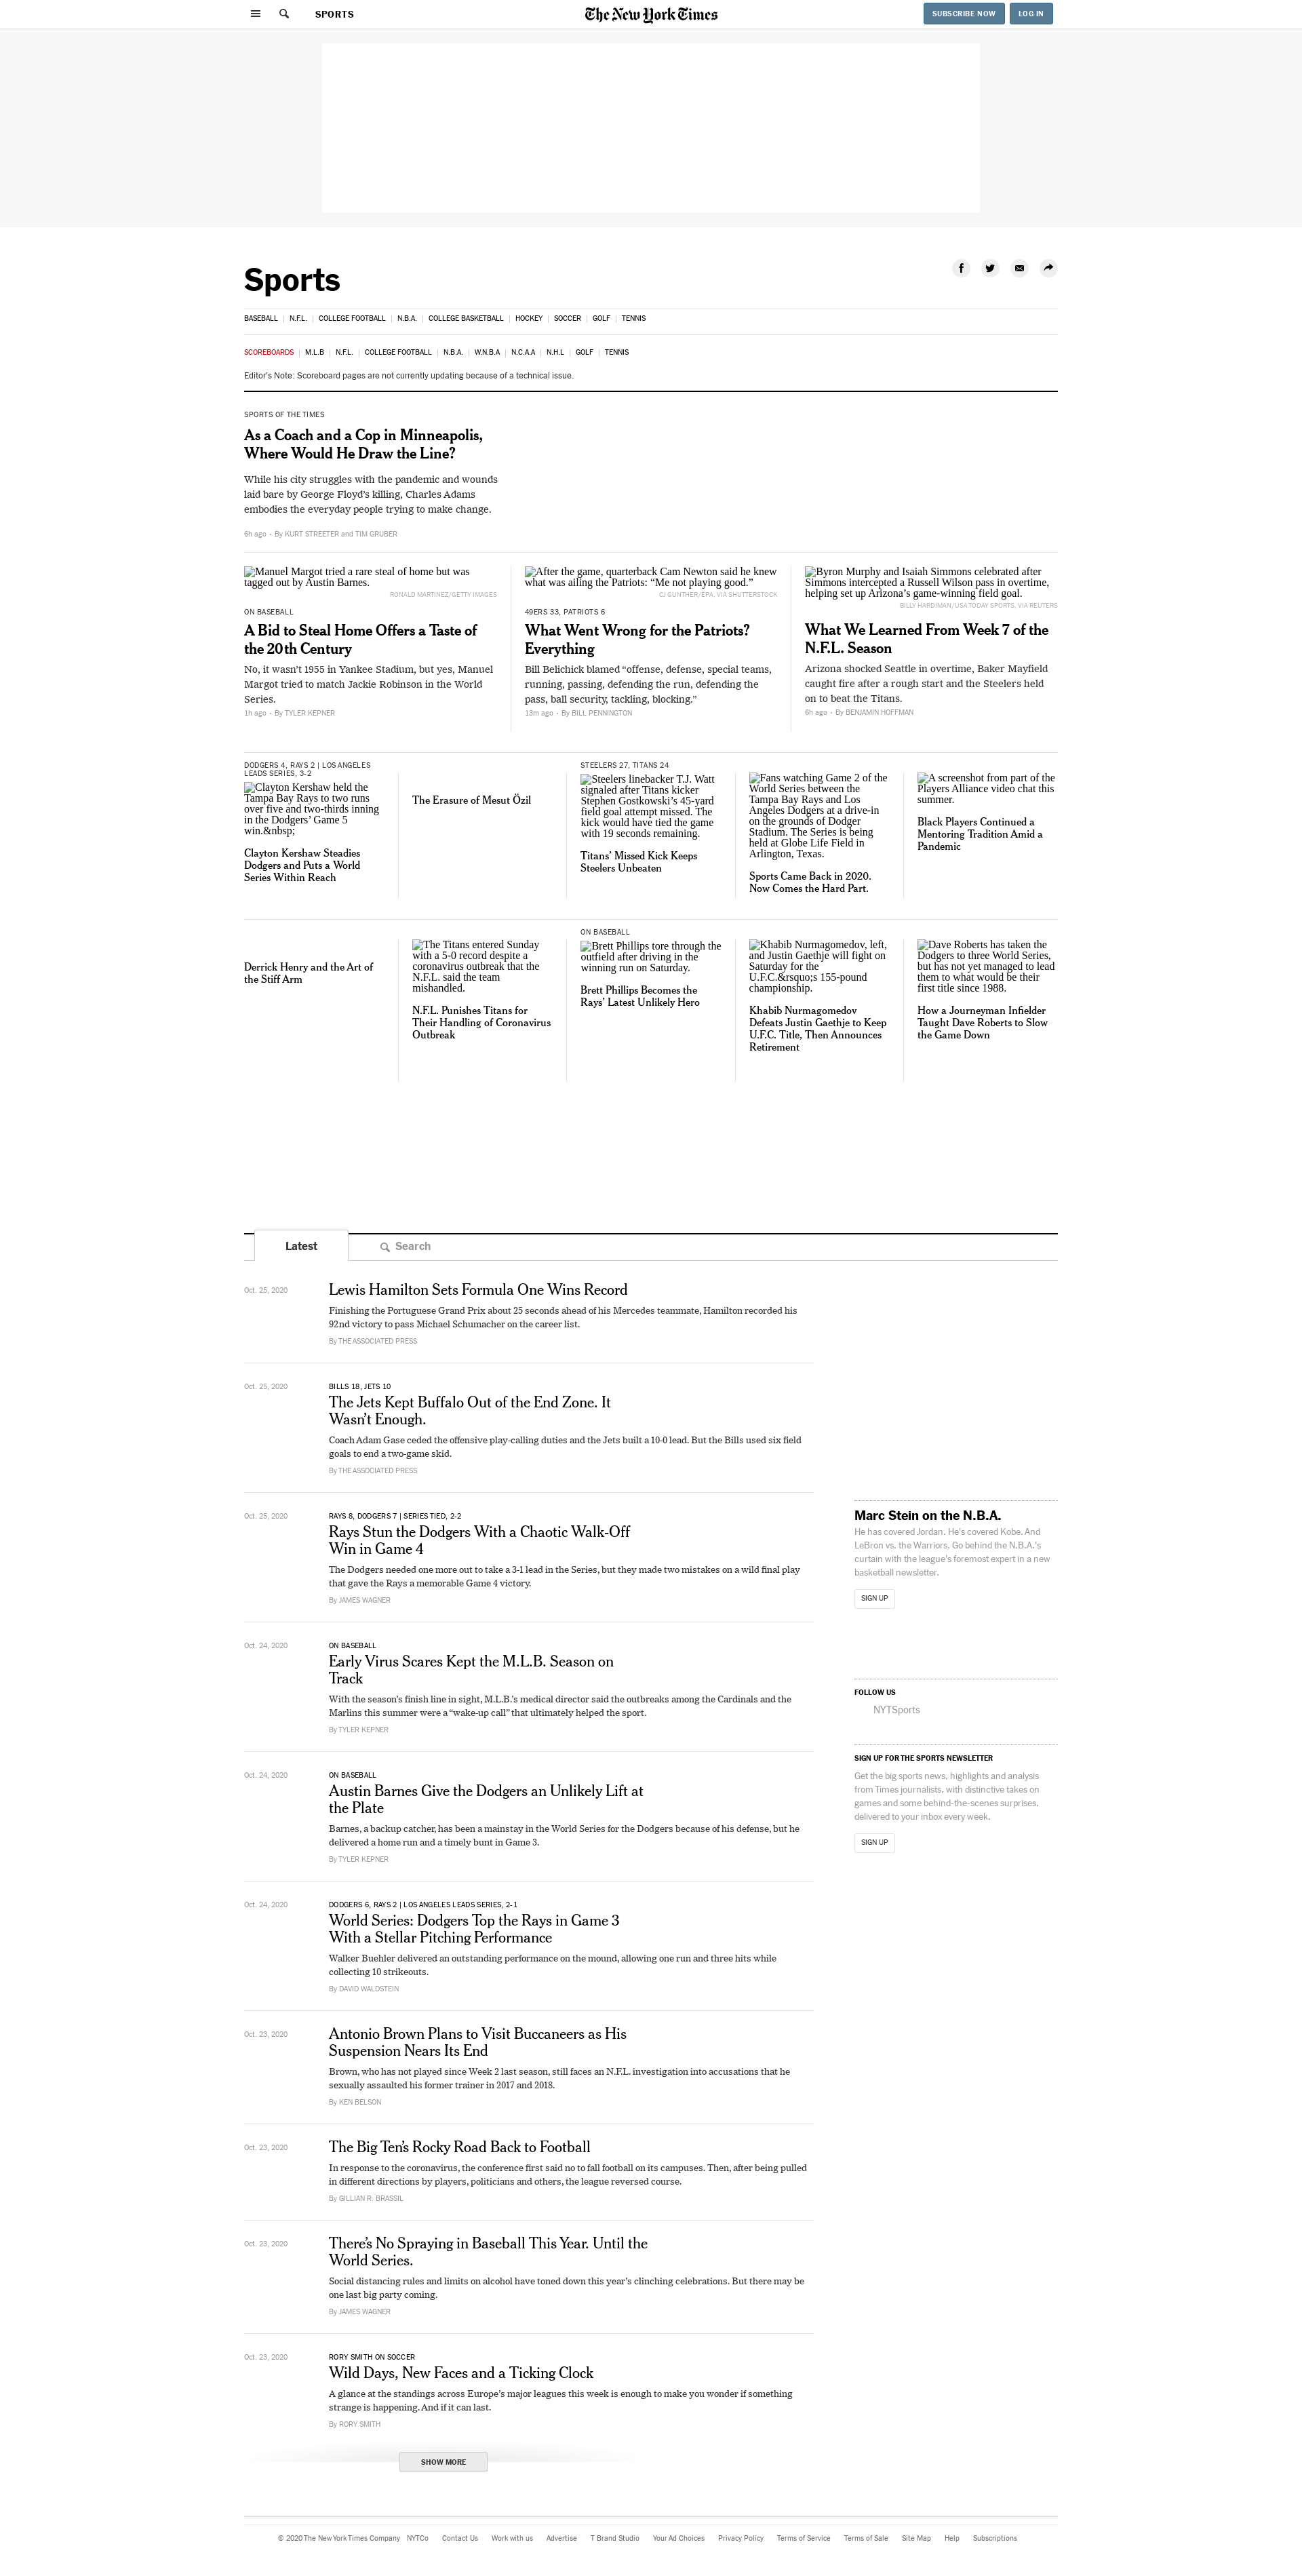 SPORTS
The New York Times
SUBSCRIBE NOW
LOG IN
Sports
BASEBALL | N.F.L. | COLLEGE FOOTBALL | N.B.A. | COLLEGE BASKETBALL | HOCKEY | SOCCER | GOLF | TENNIS
SCOREBOARDS | M.L.B | N.F.L. | COLLEGE FOOTBALL | N.B.A. | W.N.B.A | N.C.A.A | N.H.L | GOLF | TENNIS
Editor's Note: Scoreboard pages are not currently updating because of a technical issue.
SPORTS OF THE TIMES
As a Coach and a Cop in Minneapolis,
Where Would He Draw the Line?
While his city struggles with the pandemic and wounds
laid bare by George Floyd's killing, Charles Adams
embodies the everyday people trying to make change.
6h ago • By KURT STREETER and TIM GRUBER
Manuel Margot tried a rare steal of home but was
tagged out by Austin Barnes.
RONALD MARTINEZ/GETTY IMAGES
ON BASEBALL
A Bid to Steal Home Offers a Taste of
the 20th Century
No, it wasn't 1955 in Yankee Stadium, but yes, Manuel
Margot tried to match Jackie Robinson in the World
Series.
1h ago • By TYLER KEPNER
After the game, quarterback Cam Newton said he knew
what was ailing the Patriots: “Me not playing good.”
CJ GUNTHER/EPA, VIA SHUTTERSTOCK
49ERS 33, PATRIOTS 6
What Went Wrong for the Patriots?
Everything
Bill Belichick blamed “offense, defense, special teams,
running, passing, defending the run, defending the
pass, ball security, tackling, blocking.”
13m ago • By BILL PENNINGTON
Byron Murphy and Isaiah Simmons celebrated after
Simmons intercepted a Russell Wilson pass in overtime,
helping set up Arizona's game-winning field goal.
BILLY HARDIMAN/USA TODAY SPORTS, VIA REUTERS
What We Learned From Week 7 of the
N.F.L. Season
Arizona shocked Seattle in overtime, Baker Mayfield
caught fire after a rough start and the Steelers held
on to beat the Titans.
6h ago • By BENJAMIN HOFFMAN
DODGERS 4, RAYS 2 | LOS ANGELES
LEADS SERIES, 3-2
Clayton Kershaw held the
Tampa Bay Rays to two runs
over five and two-thirds inning
in the Dodgers' Game 5
win.&nbsp;
Clayton Kershaw Steadies
Dodgers and Puts a World
Series Within Reach
The Erasure of Mesut Özil
STEELERS 27, TITANS 24
Steelers linebacker T.J. Watt
signaled after Titans kicker
Stephen Gostkowski's 45-yard
field goal attempt missed. The
kick would have tied the game
with 19 seconds remaining.
Titans' Missed Kick Keeps
Steelers Unbeaten
Fans watching Game 2 of the
World Series between the
Tampa Bay Rays and Los
Angeles Dodgers at a drive-in
on the grounds of Dodger
Stadium. The Series is being
held at Globe Life Field in
Arlington, Texas.
Sports Came Back in 2020.
Now Comes the Hard Part.
A screenshot from part of the
Players Alliance video chat this
summer.
Black Players Continued a
Mentoring Tradition Amid a
Pandemic
Derrick Henry and the Art of
the Stiff Arm
The Titans entered Sunday
with a 5-0 record despite a
coronavirus outbreak that the
N.F.L. said the team
mishandled.
N.F.L. Punishes Titans for
Their Handling of Coronavirus
Outbreak
ON BASEBALL
Brett Phillips tore through the
outfield after driving in the
winning run on Saturday.
Brett Phillips Becomes the
Rays' Latest Unlikely Hero
Khabib Nurmagomedov, left,
and Justin Gaethje will fight on
Saturday for the
U.F.C.&rsquo;s 155-pound
championship.
Khabib Nurmagomedov
Defeats Justin Gaethje to Keep
U.F.C. Title, Then Announces
Retirement
Dave Roberts has taken the
Dodgers to three World Series,
but has not yet managed to lead
them to what would be their
first title since 1988.
How a Journeyman Infielder
Taught Dave Roberts to Slow
the Game Down
Latest
Search
Oct. 25, 2020
Lewis Hamilton Sets Formula One Wins Record
Finishing the Portuguese Grand Prix about 25 seconds ahead of his Mercedes teammate, Hamilton recorded his
92nd victory to pass Michael Schumacher on the career list.
By THE ASSOCIATED PRESS
Oct. 25, 2020
BILLS 18, JETS 10
The Jets Kept Buffalo Out of the End Zone. It
Wasn't Enough.
Coach Adam Gase ceded the offensive play-calling duties and the Jets built a 10-0 lead. But the Bills used six field
goals to end a two-game skid.
By THE ASSOCIATED PRESS
Oct. 25, 2020
RAYS 8, DODGERS 7 | SERIES TIED, 2-2
Rays Stun the Dodgers With a Chaotic Walk-Off
Win in Game 4
The Dodgers needed one more out to take a 3-1 lead in the Series, but they made two mistakes on a wild final play
that gave the Rays a memorable Game 4 victory.
By JAMES WAGNER
Oct. 24, 2020
ON BASEBALL
Early Virus Scares Kept the M.L.B. Season on
Track
With the season's finish line in sight, M.L.B.'s medical director said the outbreaks among the Cardinals and the
Marlins this summer were a “wake-up call” that ultimately helped the sport.
By TYLER KEPNER
Oct. 24, 2020
ON BASEBALL
Austin Barnes Give the Dodgers an Unlikely Lift at
the Plate
Barnes, a backup catcher, has been a mainstay in the World Series for the Dodgers because of his defense, but he
delivered a home run and a timely bunt in Game 3.
By TYLER KEPNER
Oct. 24, 2020
DODGERS 6, RAYS 2 | LOS ANGELES LEADS SERIES, 2-1
World Series: Dodgers Top the Rays in Game 3
With a Stellar Pitching Performance
Walker Buehler delivered an outstanding performance on the mound, allowing one run and three hits while
collecting 10 strikeouts.
By DAVID WALDSTEIN
Oct. 23, 2020
Antonio Brown Plans to Visit Buccaneers as His
Suspension Nears Its End
Brown, who has not played since Week 2 last season, still faces an N.F.L. investigation into accusations that he
sexually assaulted his former trainer in 2017 and 2018.
By KEN BELSON
Oct. 23, 2020
The Big Ten's Rocky Road Back to Football
In response to the coronavirus, the conference first said no to fall football on its campuses. Then, after being pulled
in different directions by players, politicians and others, the league reversed course.
By GILLIAN R. BRASSIL
Oct. 23, 2020
There's No Spraying in Baseball This Year. Until the
World Series.
Social distancing rules and limits on alcohol have toned down this year's clinching celebrations. But there may be
one last big party coming.
By JAMES WAGNER
Oct. 23, 2020
RORY SMITH ON SOCCER
Wild Days, New Faces and a Ticking Clock
A glance at the standings across Europe's major leagues this week is enough to make you wonder if something
strange is happening. And if it can last.
By RORY SMITH
SHOW MORE
Marc Stein on the N.B.A.
He has covered Jordan. He's covered Kobe. And
LeBron vs. the Warriors. Go behind the N.B.A.'s
curtain with the league's foremost expert in a new
basketball newsletter.
SIGN UP
FOLLOW US
NYTSports
SIGN UP FOR THE SPORTS NEWSLETTER
Get the big sports news, highlights and analysis
from Times journalists, with distinctive takes on
games and some behind-the-scenes surprises,
delivered to your inbox every week.
SIGN UP
© 2020 The New York Times Company NYTCo Contact Us Work with us Advertise T Brand Studio Your Ad Choices Privacy Policy Terms of Service Terms of Sale Site Map Help Subscriptions